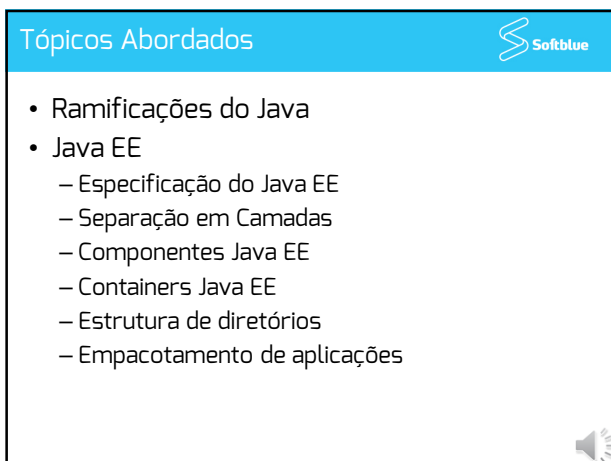 Tópicos Abordados
Softblue
• Ramificações do Java
• Java EE
– Especificação do Java EE
– Separação em Camadas
– Componentes Java EE
– Containers Java EE
– Estrutura de diretórios
– Empacotamento de aplicações